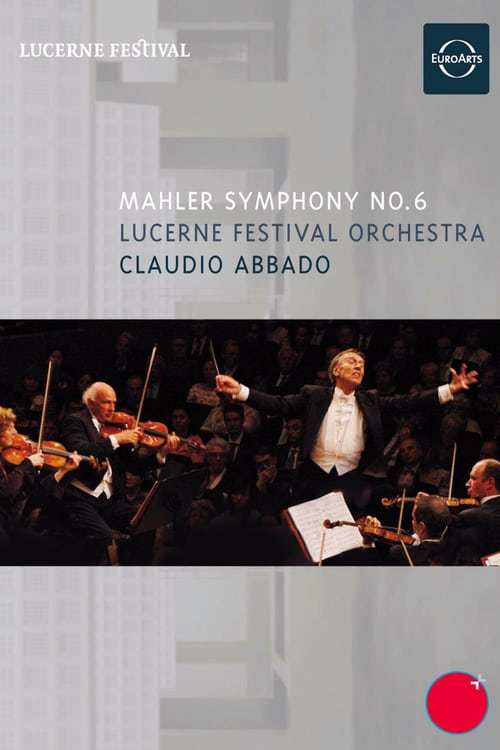 LUCERNE FESTIVAL
EUROARTS
MAHLER SYMPHONY NO.6
LUCERNE FESTIVAL ORCHESTRA
CLAUDIO ABBADO